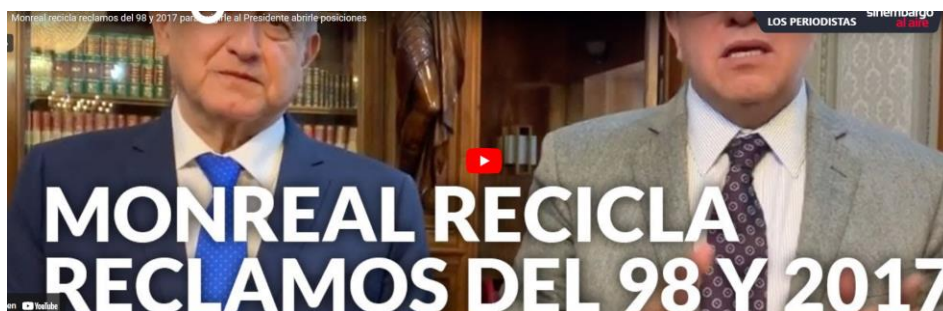 Monreal recicla reclamos del 98 y 2017 para al Presidente abrirle posiciones
LOS PERIODISTAS
sinembargo
al aire
MONREAL RECICLA
RECLAMOS DEL 98 Y 2017
en YouTube